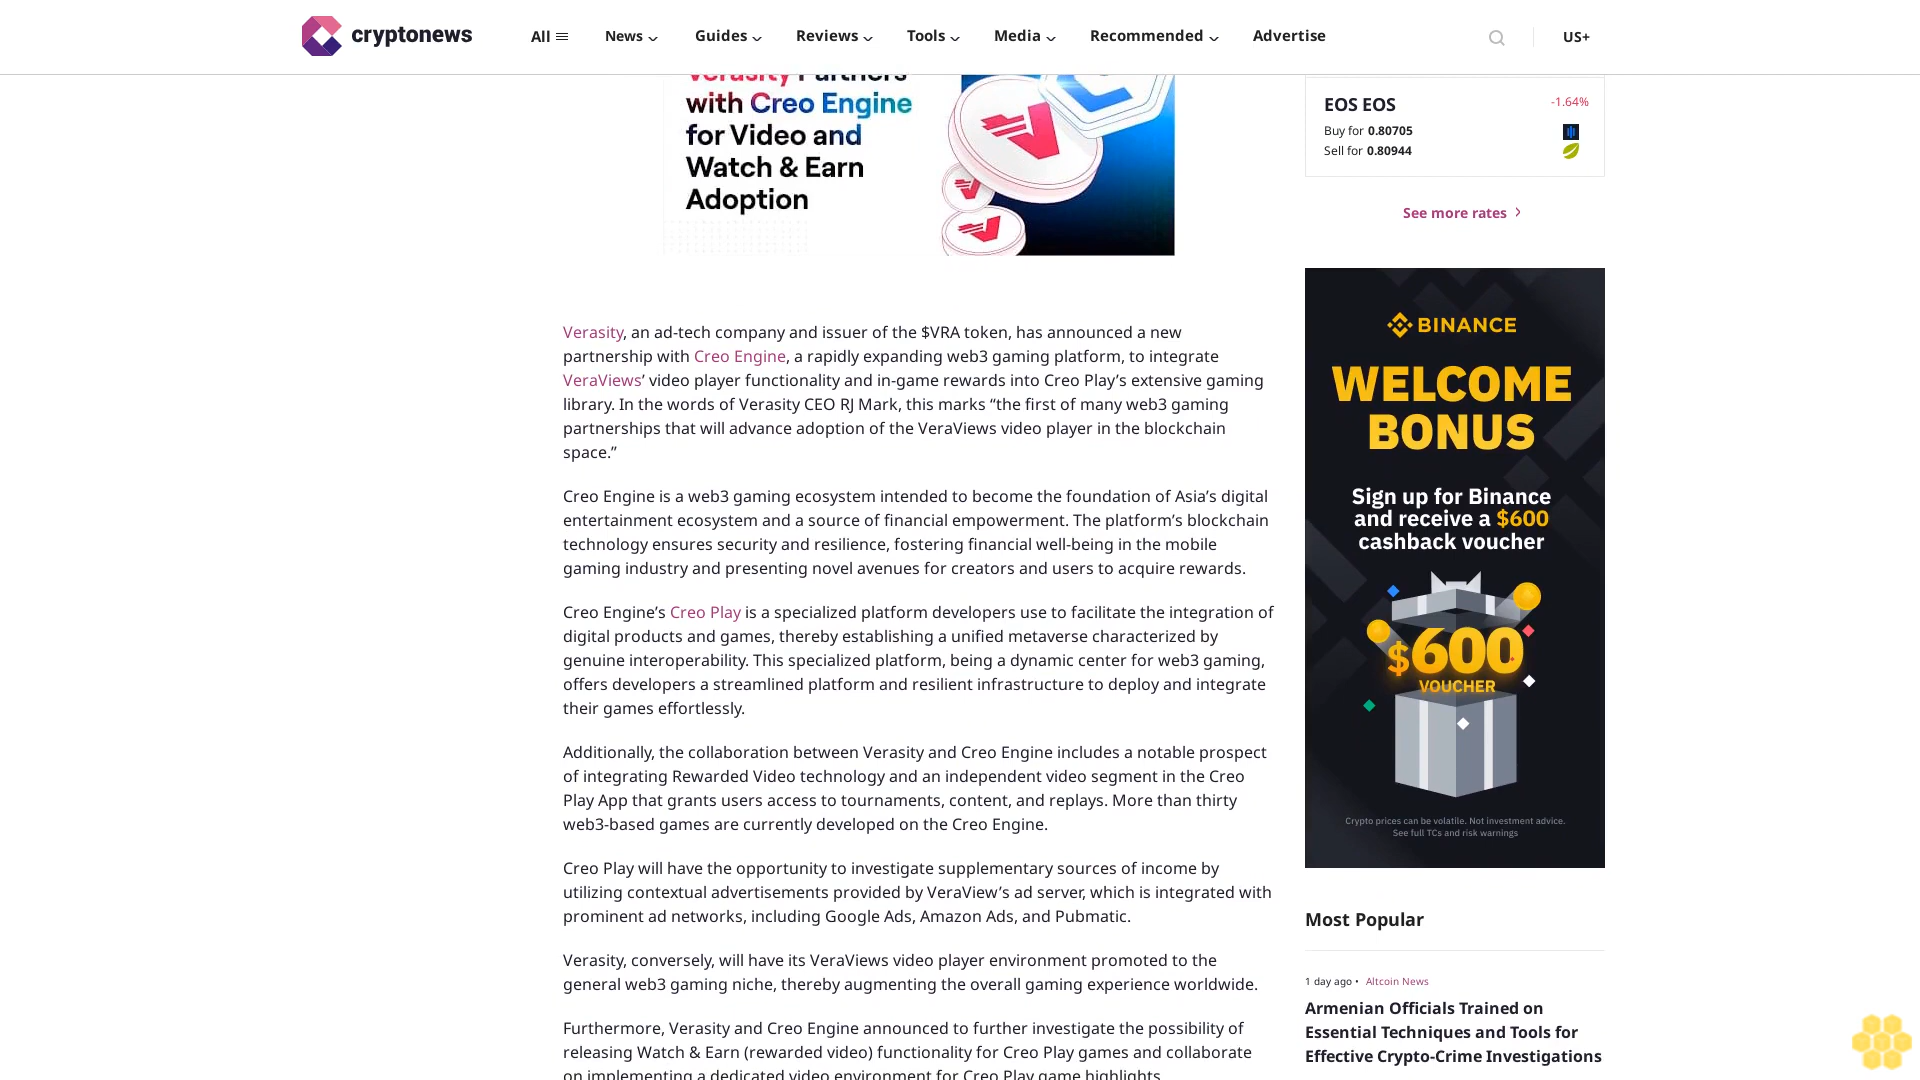 cryptonews
All
News
Guides
Reviews
Tools
Media
Recommended
Advertise
US+
Verasity Partners
with Creo Engine
for Video and
Watch & Earn
Adoption
Verasity, an ad-tech company and issuer of the $VRA token, has announced a new
partnership with Creo Engine, a rapidly expanding web3 gaming platform, to integrate
VeraViews’ video player functionality and in-game rewards into Creo Play’s extensive gaming
library. In the words of Verasity CEO RJ Mark, this marks “the first of many web3 gaming
partnerships that will advance adoption of the VeraViews video player in the blockchain
space.”
Creo Engine is a web3 gaming ecosystem intended to become the foundation of Asia’s digital
entertainment ecosystem and a source of financial empowerment. The platform’s blockchain
technology ensures security and resilience, fostering financial well-being in the mobile
gaming industry and presenting novel avenues for creators and users to acquire rewards.
Creo Engine’s Creo Play is a specialized platform developers use to facilitate the integration of
digital products and games, thereby establishing a unified metaverse characterized by
genuine interoperability. This specialized platform, being a dynamic center for web3 gaming,
offers developers a streamlined platform and resilient infrastructure to deploy and integrate
their games effortlessly.
Additionally, the collaboration between Verasity and Creo Engine includes a notable prospect
of integrating Rewarded Video technology and an independent video segment in the Creo
Play App that grants users access to tournaments, content, and replays. More than thirty
web3-based games are currently developed on the Creo Engine.
Creo Play will have the opportunity to investigate supplementary sources of income by
utilizing contextual advertisements provided by VeraView’s ad server, which is integrated with
prominent ad networks, including Google Ads, Amazon Ads, and Pubmatic.
Verasity, conversely, will have its VeraViews video player environment promoted to the
general web3 gaming niche, thereby augmenting the overall gaming experience worldwide.
Furthermore, Verasity and Creo Engine announced to further investigate the possibility of
releasing Watch & Earn (rewarded video) functionality for Creo Play games and collaborate
on implementing a dedicated video environment for Creo Play game highlights.
EOS EOS
-1.64%
Buy for 0.80705
Sell for 0.80944
See more rates
BINANCE
WELCOME
BONUS
Sign up for Binance
and receive a $600
cashback voucher
$600
VOUCHER
Crypto prices can be volatile. Not investment advice.
See full TCs and risk warnings
Most Popular
1 day ago • Altcoin News
Armenian Officials Trained on
Essential Techniques and Tools for
Effective Crypto-Crime Investigations